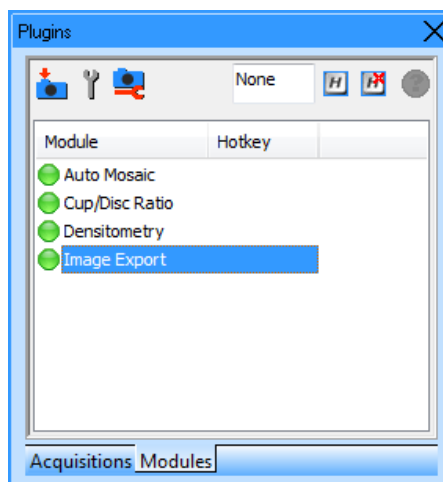 Plugins
None H H
Module Hotkey
Auto Mosaic
Cup/Disc Ratio
Densitometry
Image Export
Acquisitions Modules